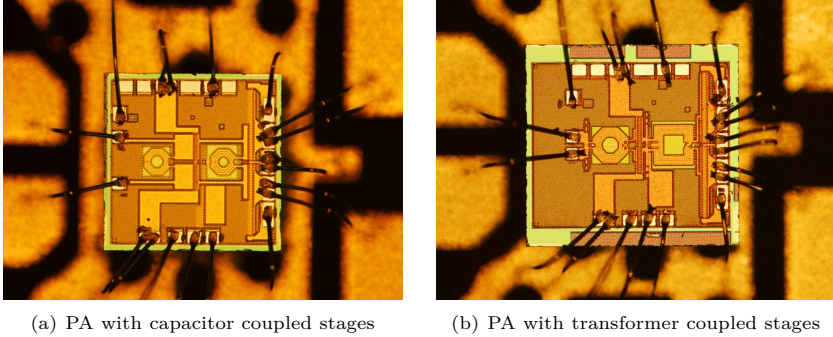 (a) PA with capacitor coupled stages
(b) PA with transformer coupled stages